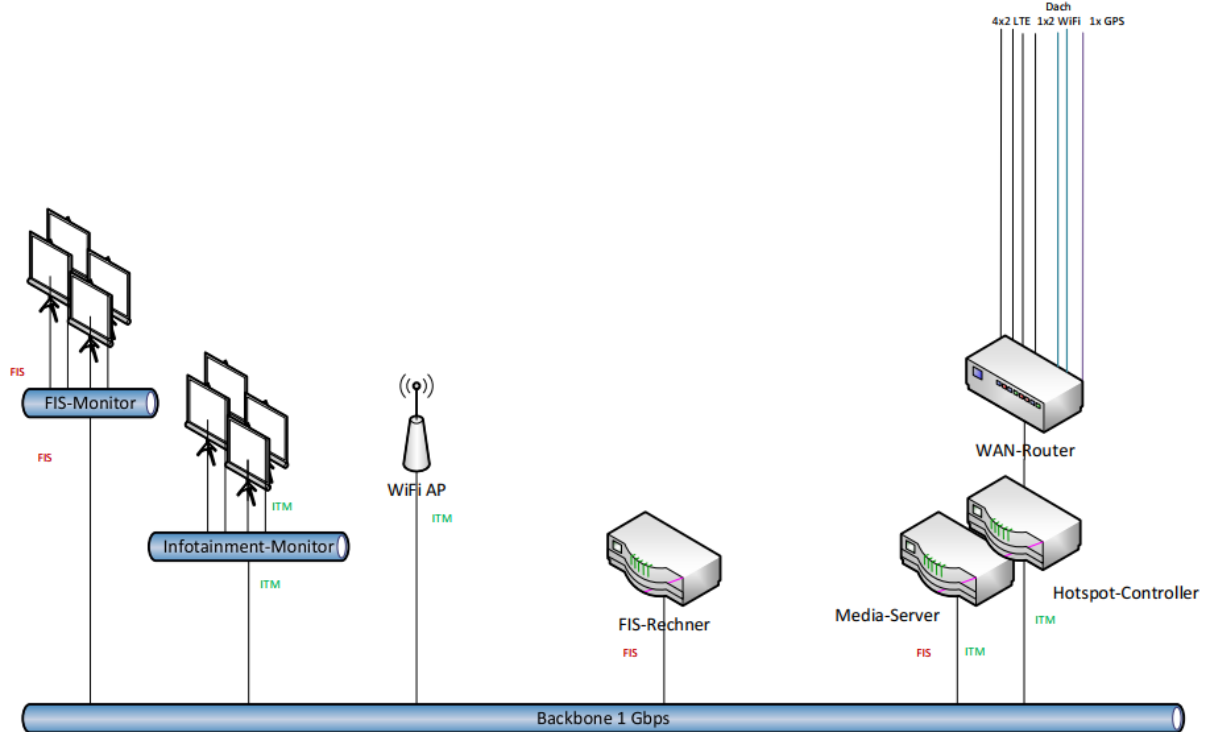 Dach
4x2 LTE 1x2 WiFi 1x GPS
FIS
FIS-Monitor
FIS
WAN-Router
WiFi AP
ITM
ITM
Infotainment-Monitor
ITM
Hotspot-Controller
Media-Server
FIS-Rechner
ITM
FIS
FIS
ITM
Backbone 1 Gbps